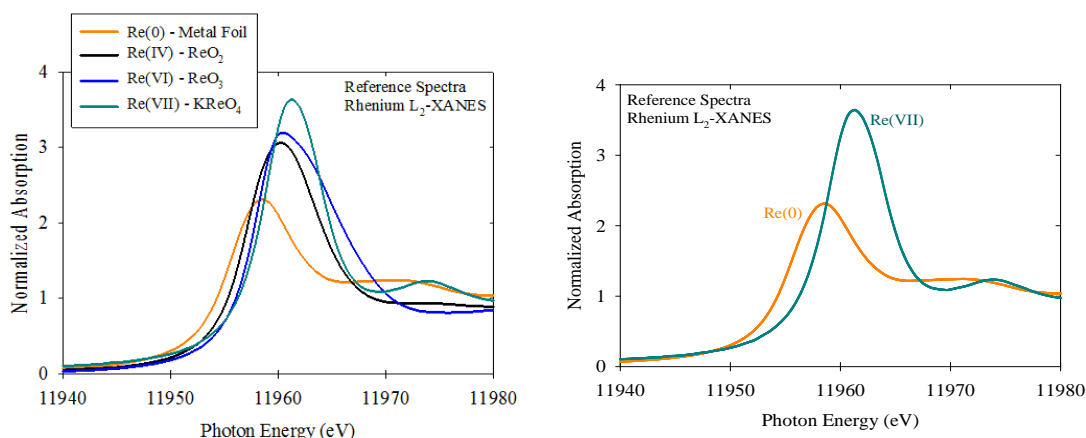 Re(0) - Metal Foil
Re(IV) - ReO₂
Re(VI) - ReO₃
Re(VII) - KReO₄
Reference Spectra
Rhenium L₂-XANES
4
3
2
1
0
Normalized Absorption
11940 11950 11960 11970 11980
Photon Energy (eV)
Reference Spectra
Rhenium L₂-XANES
Re(VII)
Re(0)
4
3
2
1
0
Normalized Absorption
11940 11950 11960 11970 11980
Photon Energy (eV)